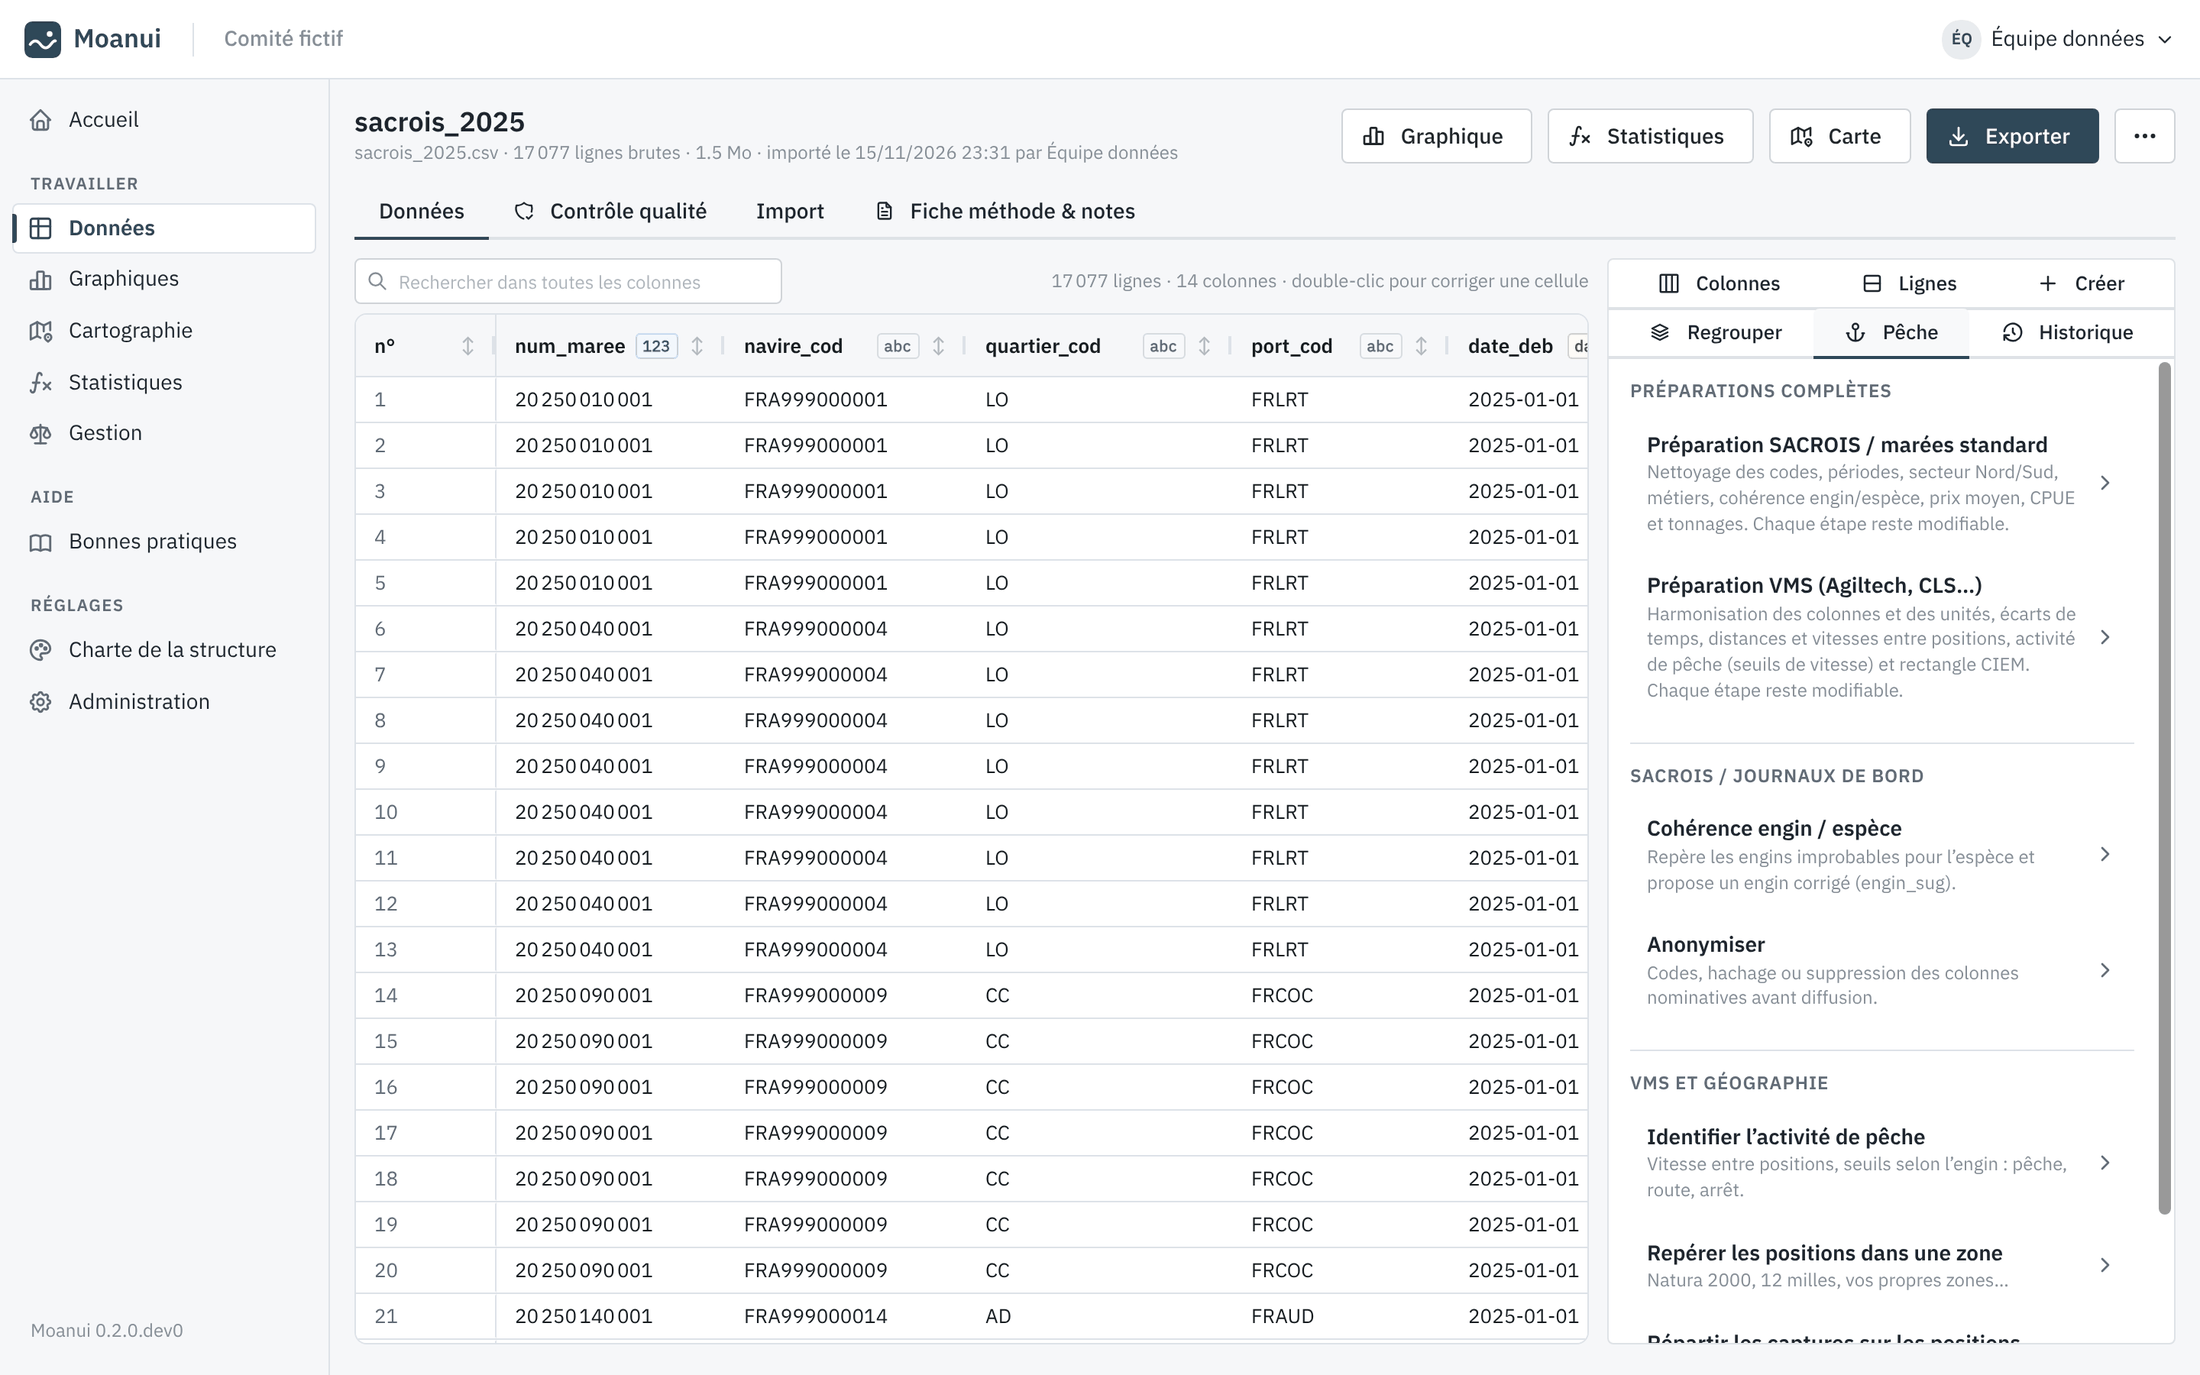 Moanui
Comité fictif
ÉQ Équipe données
Accueil
TRAVAILLER
Données
Graphiques
Cartographie
Statistiques
Gestion
AIDE
Bonnes pratiques
RÉGLAGES
Charte de la structure
Administration
Moanui 0.2.0.dev0
sacrois_2025
sacrois_2025.csv · 17 077 lignes brutes · 1.5 Mo · importé le 15/11/2026 23:31 par Équipe données
Graphique
Statistiques
Carte
Exporter
Données
Contrôle qualité
Import
Fiche méthode & notes
Rechercher dans toutes les colonnes
17 077 lignes · 14 colonnes · double-clic pour corriger une cellule
n° num_maree 123 navire_cod abc quartier_cod abc port_cod abc date_deb
1 20 250 010 001 FRA999000001 LO FRLRT 2025-01-01
2 20 250 010 001 FRA999000001 LO FRLRT 2025-01-01
3 20 250 010 001 FRA999000001 LO FRLRT 2025-01-01
4 20 250 010 001 FRA999000001 LO FRLRT 2025-01-01
5 20 250 010 001 FRA999000001 LO FRLRT 2025-01-01
6 20 250 040 001 FRA999000004 LO FRLRT 2025-01-01
7 20 250 040 001 FRA999000004 LO FRLRT 2025-01-01
8 20 250 040 001 FRA999000004 LO FRLRT 2025-01-01
9 20 250 040 001 FRA999000004 LO FRLRT 2025-01-01
10 20 250 040 001 FRA999000004 LO FRLRT 2025-01-01
11 20 250 040 001 FRA999000004 LO FRLRT 2025-01-01
12 20 250 040 001 FRA999000004 LO FRLRT 2025-01-01
13 20 250 040 001 FRA999000004 LO FRLRT 2025-01-01
14 20 250 090 001 FRA999000009 CC FRCOC 2025-01-01
15 20 250 090 001 FRA999000009 CC FRCOC 2025-01-01
16 20 250 090 001 FRA999000009 CC FRCOC 2025-01-01
17 20 250 090 001 FRA999000009 CC FRCOC 2025-01-01
18 20 250 090 001 FRA999000009 CC FRCOC 2025-01-01
19 20 250 090 001 FRA999000009 CC FRCOC 2025-01-01
20 20 250 090 001 FRA999000009 CC FRCOC 2025-01-01
21 20 250 140 001 FRA999000014 AD FRAUD 2025-01-01
Colonnes
Lignes
Créer
Regrouper
Pêche
Historique
PRÉPARATIONS COMPLÈTES
Préparation SACROIS / marées standard
Nettoyage des codes, périodes, secteur Nord/Sud,
métiers, cohérence engin/espèce, prix moyen, CPUE
et tonnages. Chaque étape reste modifiable.
Préparation VMS (Agiltech, CLS…)
Harmonisation des colonnes et des unités, écarts de
temps, distances et vitesses entre positions, activité
de pêche (seuils de vitesse) et rectangle CIEM.
Chaque étape reste modifiable.
SACROIS / JOURNAUX DE BORD
Cohérence engin / espèce
Repère les engins improbables pour l’espèce et
propose un engin corrigé (engin_sug).
Anonymiser
Codes, hachage ou suppression des colonnes
nominatives avant diffusion.
VMS ET GÉOGRAPHIE
Identifier l’activité de pêche
Vitesse entre positions, seuils selon l’engin : pêche,
route, arrêt.
Repérer les positions dans une zone
Natura 2000, 12 milles, vos propres zones…
Répartir les captures sur les positions